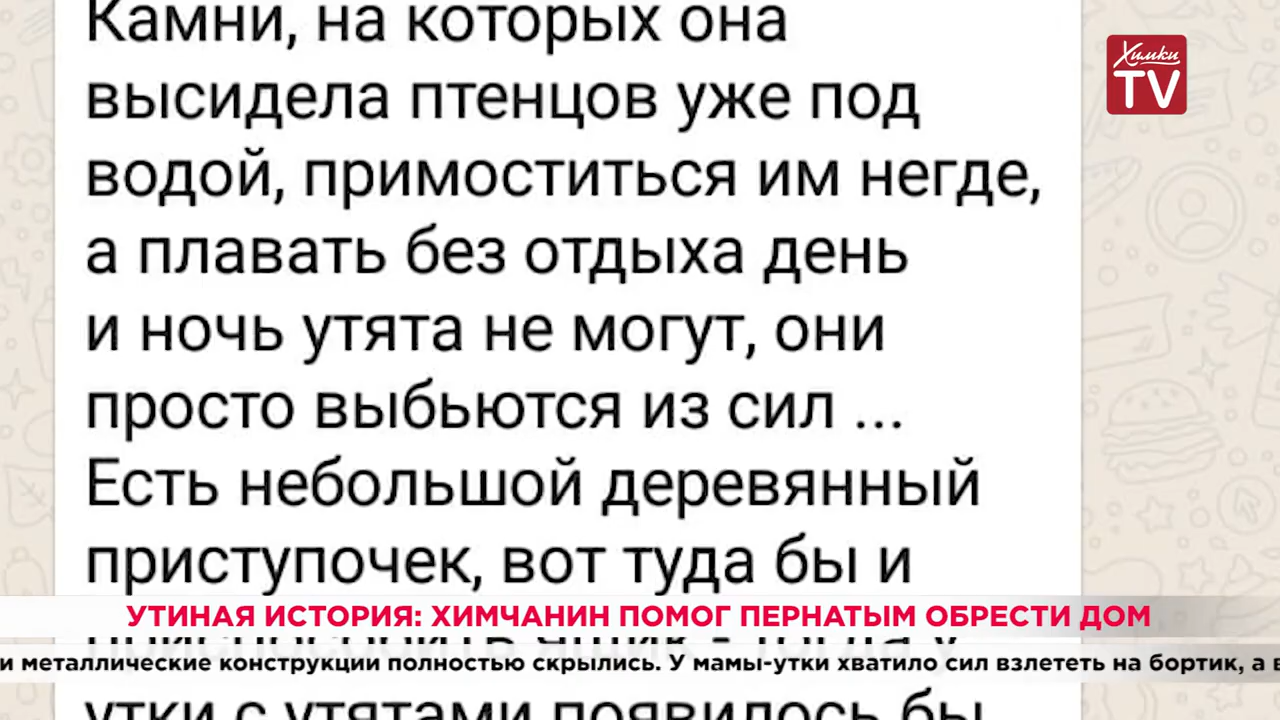 Камни, на которых она
высидела птенцов уже под
водой, примоститься им негде,
а плавать без отдыха день
и ночь утята не могут, они
просто выбьются из сил ...
Есть небольшой деревянный
приступочек, вот туда бы и
утки с утятами появилось бы
Химки
TV
УТИНАЯ ИСТОРИЯ: ХИМЧАНИН ПОМОГ ПЕРНАТЫМ ОБРЕСТИ ДОМ
и металлические конструкции полностью скрылись. У мамы-утки хватило сил взлететь на бортик, а в